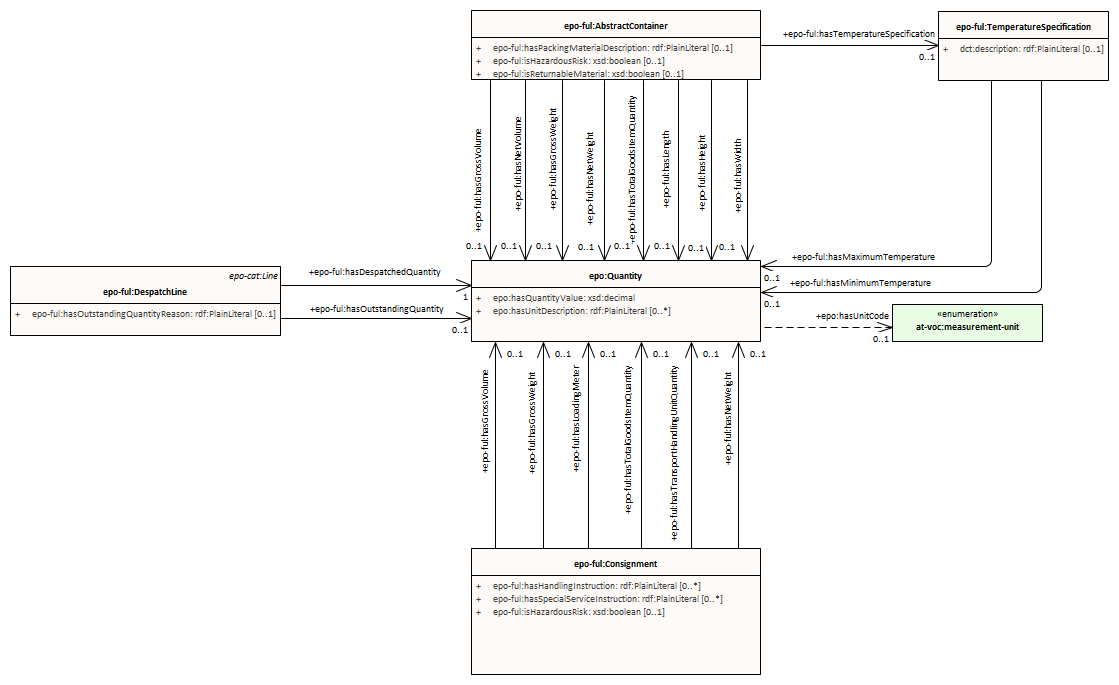 epo-ful:AbstractContainer
+ epo-ful:hasPackingMaterialDescription: rdf:PlainLiteral [0..1]
+ epo-ful:isHazardousRisk: xsd:boolean [0..1]
+ epo-ful:isReturnableMaterial: xsd:boolean [0..1]
+epo-ful:hasTemperatureSpecification
0..1
epo-ful:TemperatureSpecification
+ dct:description: rdf:PlainLiteral [0..1]
+epo-ful:hasGrossVolume
+epo-ful:hasNetVolume
+epo-ful:hasGrossWeight
+epo-ful:hasNetWeight
+epo-ful:hasTotalGoodsItemQuantity
+epo-ful:hasLength
+epo-ful:hasHeight
+epo-ful:hasWidth
0..1
0..1
0..1
0..1
0..1
0..1
0..1
0..1
+epo-ful:hasMaximumTemperature
0..1
+epo-ful:hasMinimumTemperature
0..1
epo-cat:Line
epo-ful:DespatchLine
+ epo-ful:hasOutstandingQuantityReason: rdf:PlainLiteral [0..1]
+epo-ful:hasDespatchedQuantity
1
+epo-ful:hasOutstandingQuantity
0..1
epo:Quantity
+ epo:hasQuantityValue: xsd:decimal
+ epo:hasUnitDescription: rdf:PlainLiteral [0..*]
+epo:hasUnitCode
0..1
«enumeration»
at-voc:measurement-unit
0..1
0..1
0..1
0..1
0..1
0..1
+epo-ful:hasGrossVolume
+epo-ful:hasGrossWeight
+epo-ful:hasLoadingMeter
+epo-ful:hasTotalGoodsItemQuantity
+epo-ful:hasTransportHandlingUnitQuantity
+epo-ful:hasNetWeight
epo-ful:Consignment
+ epo-ful:hasHandlingInstruction: rdf:PlainLiteral [0..*]
+ epo-ful:hasSpecialServiceInstruction: rdf:PlainLiteral [0..*]
+ epo-ful:isHazardousRisk: xsd:boolean [0..1]